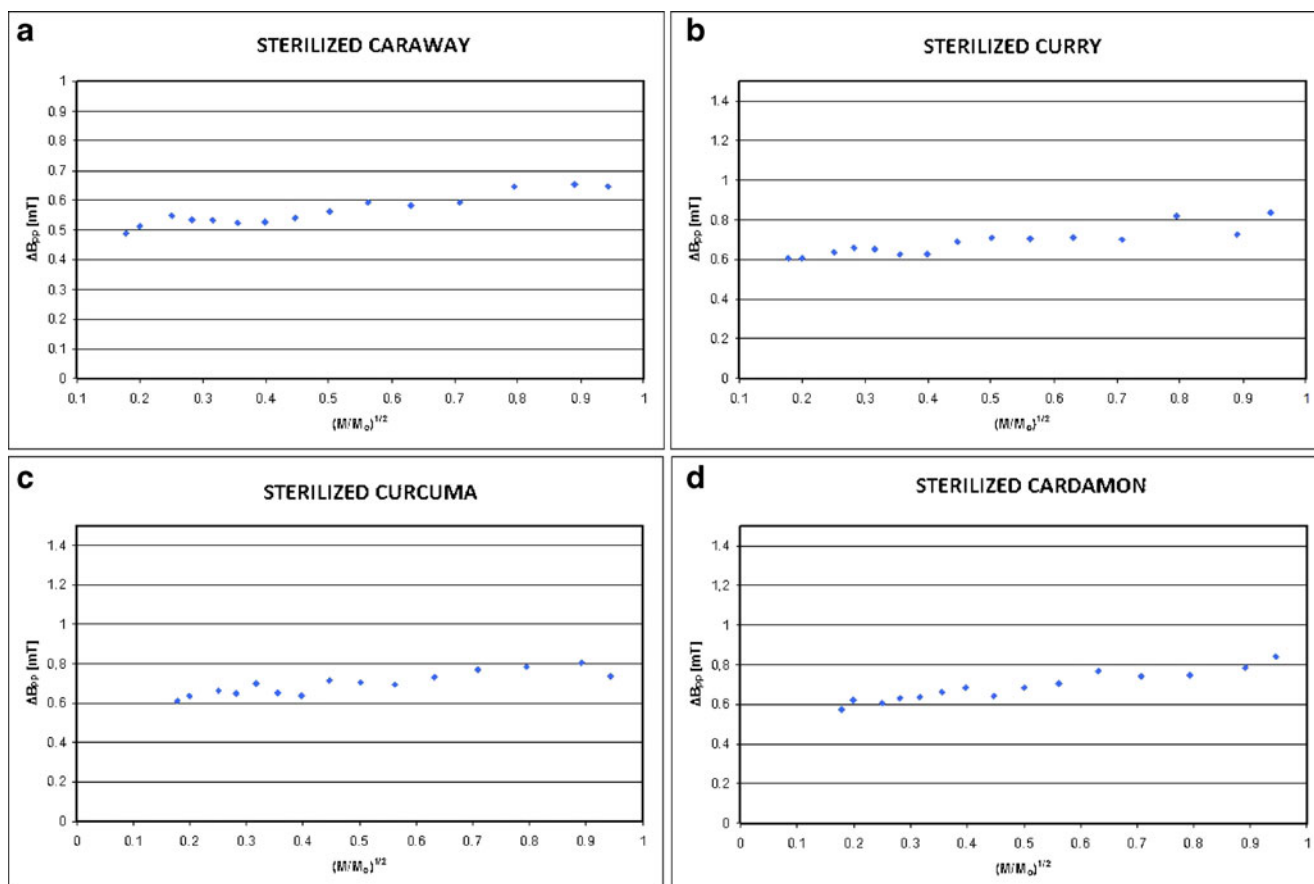 a
STERILIZED CARAWAY
1
0.9
0.8
0.7
0.6
0.5
0.4
0.3
0.2
0.1
0
ΔBpp [mT]
0.1 0.2 0.3 0.4 0.5 0.6 0.7 0,8 0.9 1
(M/Mo)1/2
b
STERILIZED CURRY
1.4
1,2
1
0.8
0.6
0.4
0.2
0
ΔBpp [mT]
0.1 0.2 0,3 0.4 0.5 0.6 0.7 0.8 0.9 1
(M/Mo)1/2
c
STERILIZED CURCUMA
1.4
1.2
1
0.8
0.6
0.4
0.2
0
ΔBpp [mT]
0 0.1 0.2 0.3 0.4 0.5 0.6 0.7 0.8 0.9 1
(M/Mo)1/2
d
STERILIZED CARDAMON
1.4
1,2
1
0.8
0.6
0.4
0.2
0
ΔBpp [mT]
0 0.1 0.2 0.3 0.4 0.5 0.6 0.7 0.8 0.9 1
(M/Mo)1/2